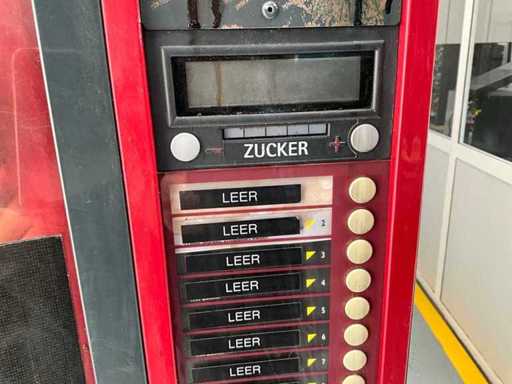 − ZUCKER +
LEER
LEER 2
LEER 3
LEER 4
LEER 5
LEER 6
LEER 7